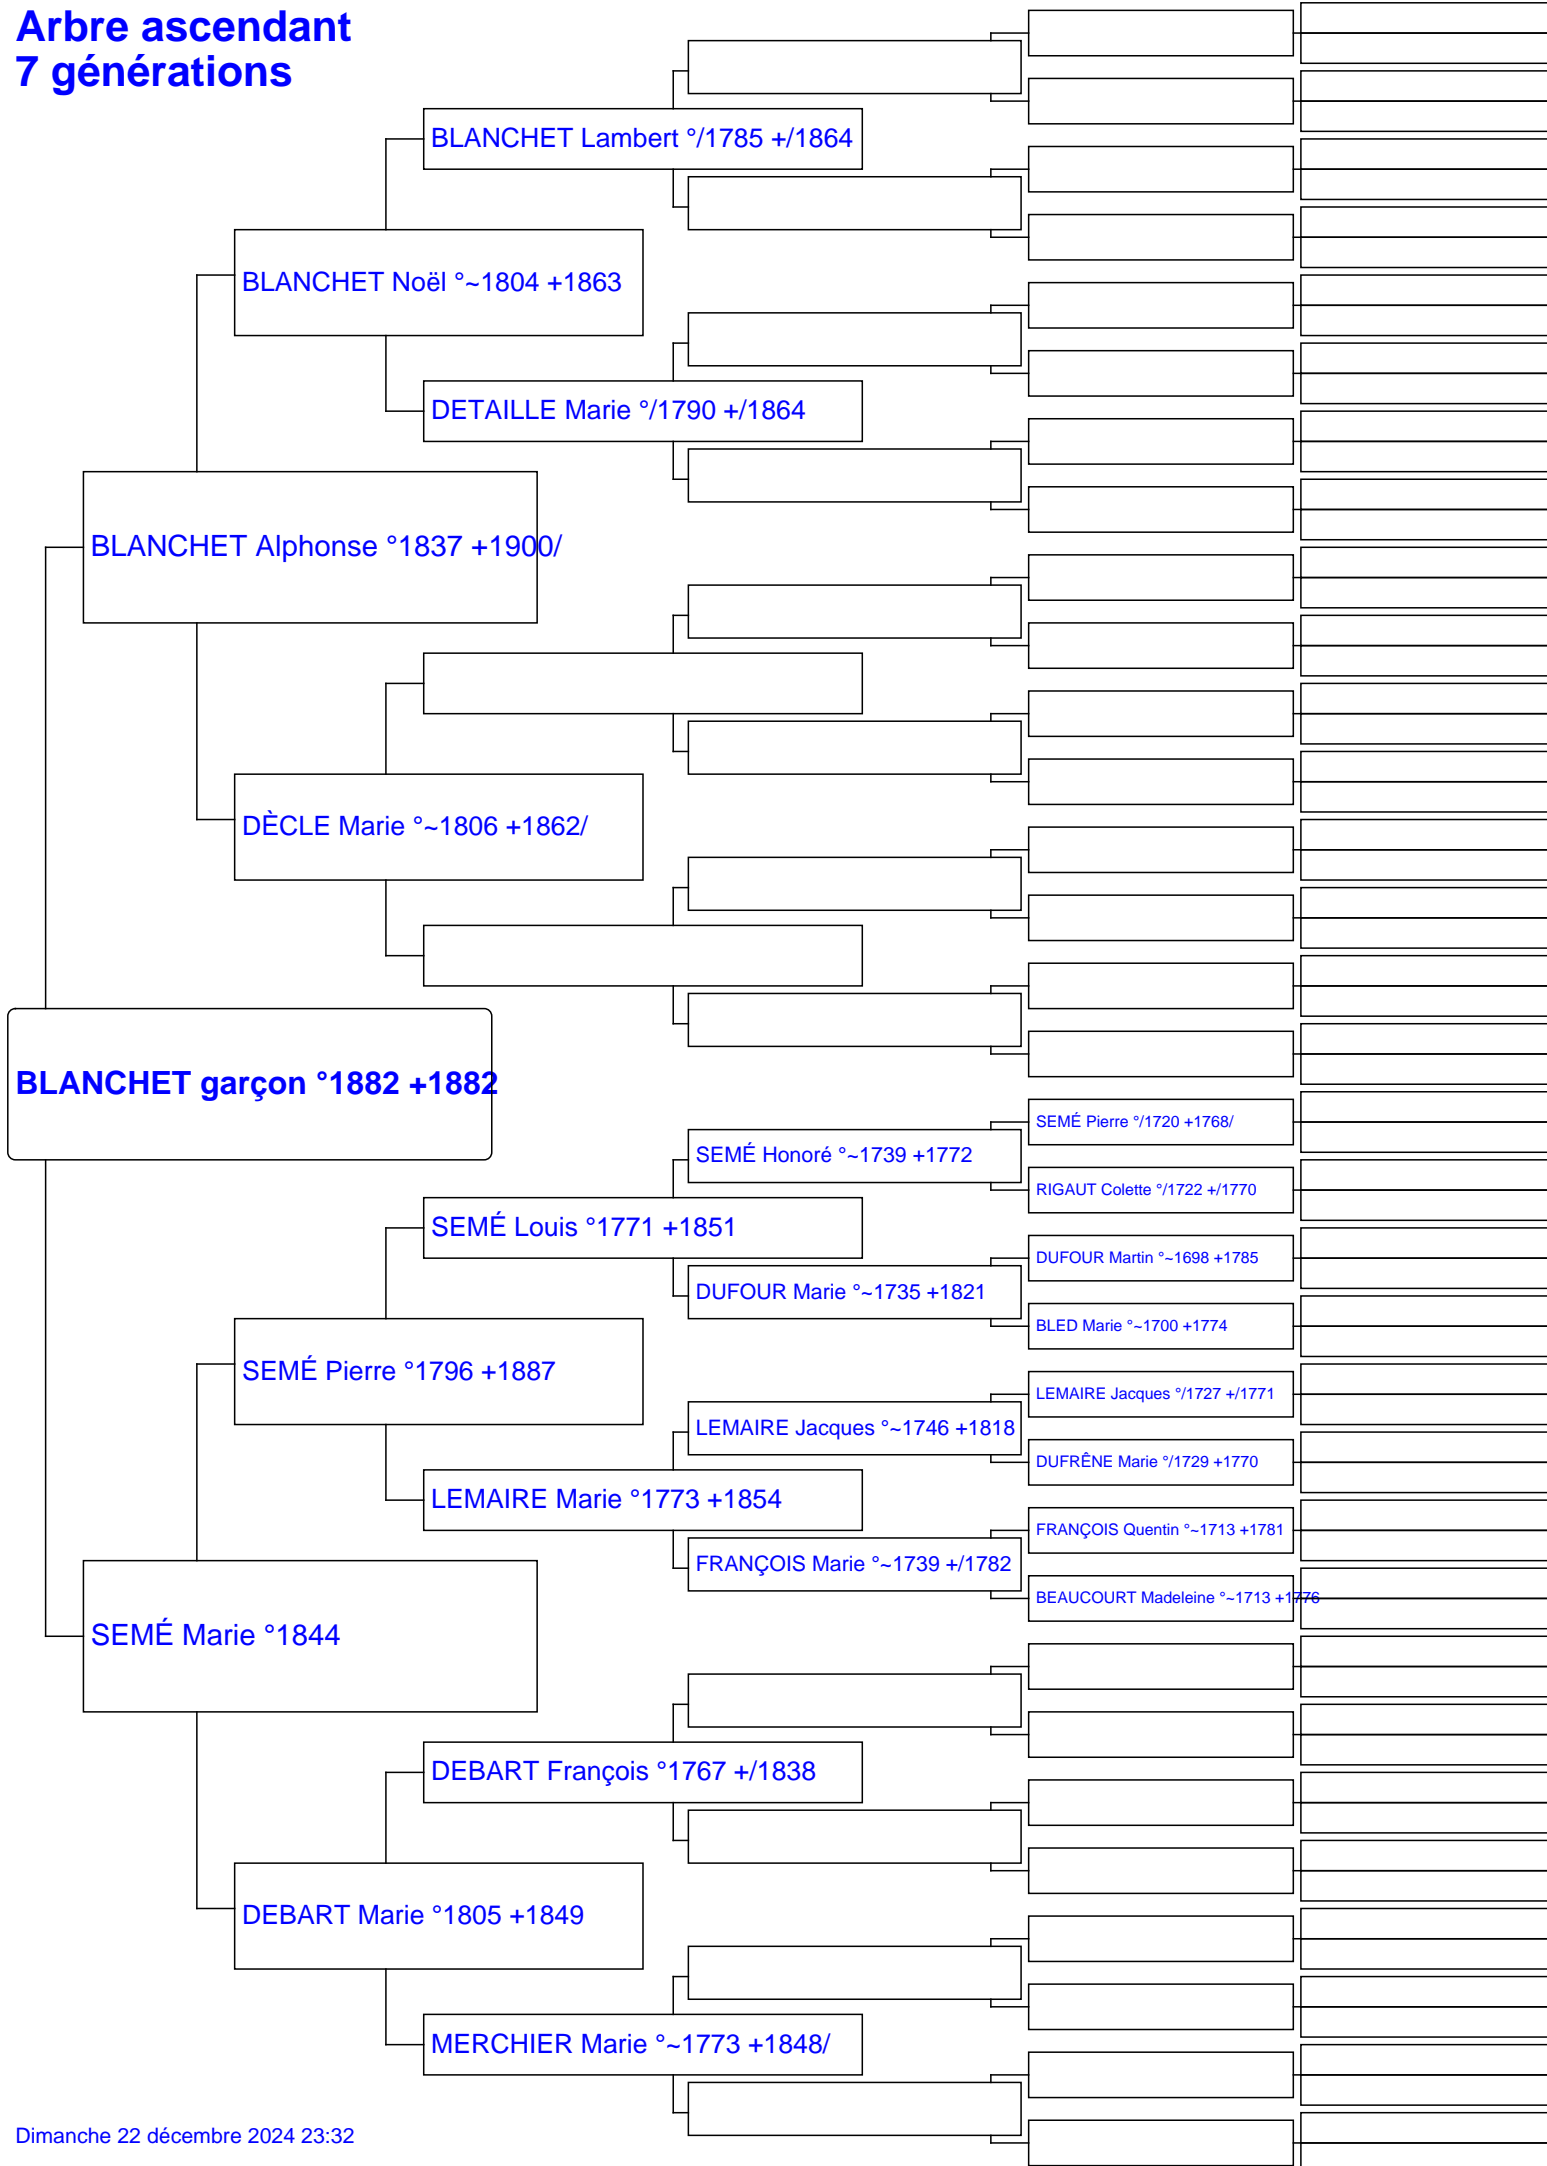 Arbre ascendant
7 générations
BLANCHET Lambert °/1785 +/1864
BLANCHET Noël °~1804 +1863
DETAILLE Marie °/1790 +/1864
BLANCHET Alphonse °1837 +1900/
DÈCLE Marie °~1806 +1862/
BLANCHET garçon °1882 +1882
SEMÉ Pierre °/1720 +1768/
SEMÉ Honoré °~1739 +1772
RIGAUT Colette °/1722 +/1770
SEMÉ Louis °1771 +1851
DUFOUR Martin °~1698 +1785
DUFOUR Marie °~1735 +1821
BLED Marie °~1700 +1774
SEMÉ Pierre °1796 +1887
LEMAIRE Jacques °/1727 +/1771
LEMAIRE Jacques °~1746 +1818
DUFRÊNE Marie °/1729 +1770
LEMAIRE Marie °1773 +1854
FRANÇOIS Quentin °~1713 +1781
FRANÇOIS Marie °~1739 +/1782
BEAUCOURT Madeleine °~1713 +1776
SEMÉ Marie °1844
DEBART François °1767 +/1838
DEBART Marie °1805 +1849
MERCHIER Marie °~1773 +1848/
Dimanche 22 décembre 2024 23:32